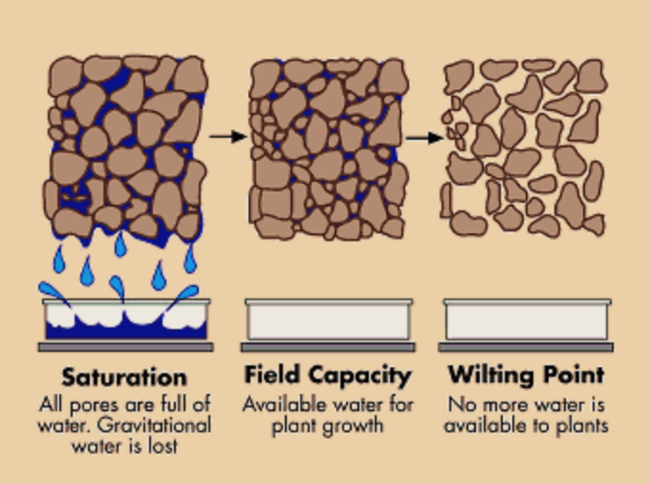 Saturation
All pores are full of
water. Gravitational
water is lost
Field Capacity
Available water for
plant growth
Wilting Point
No more water is
available to plants